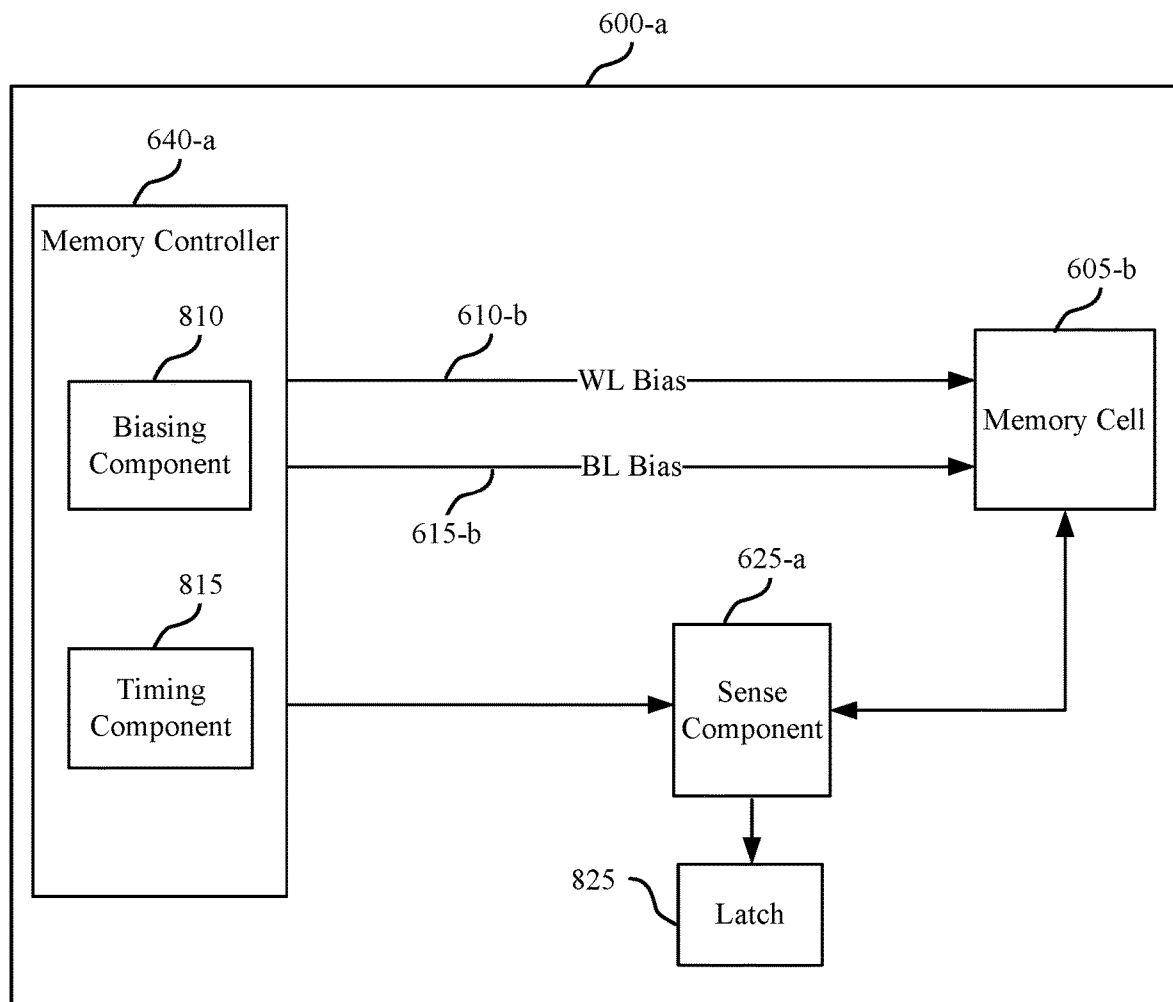 600-a
640-a
Memory Controller
605-b
810
610-b
Biasing
Component
WL Bias
Memory Cell
BL Bias
615-b
625-a
815
Timing
Component
Sense
Component
825
Latch